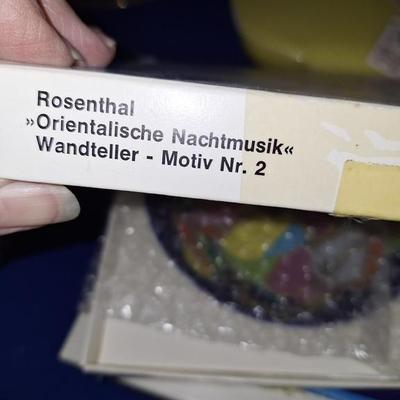 Rosenthal
»Orientalische Nachtmusik«
Wandteller - Motiv Nr. 2